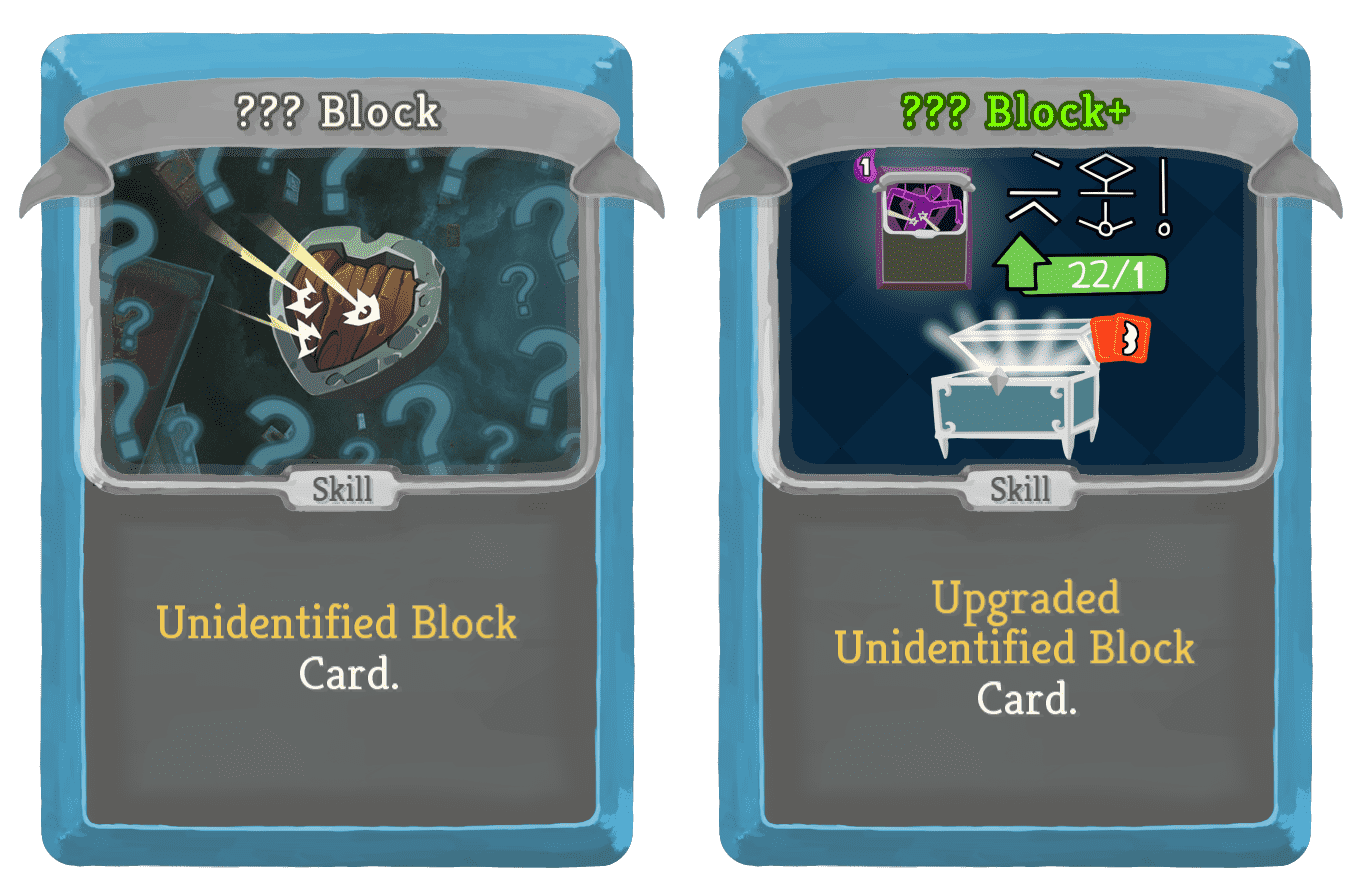 ??? Block
Skill
Unidentified Block
Card.
??? Block+
1
22/1
Skill
Upgraded
Unidentified Block
Card.